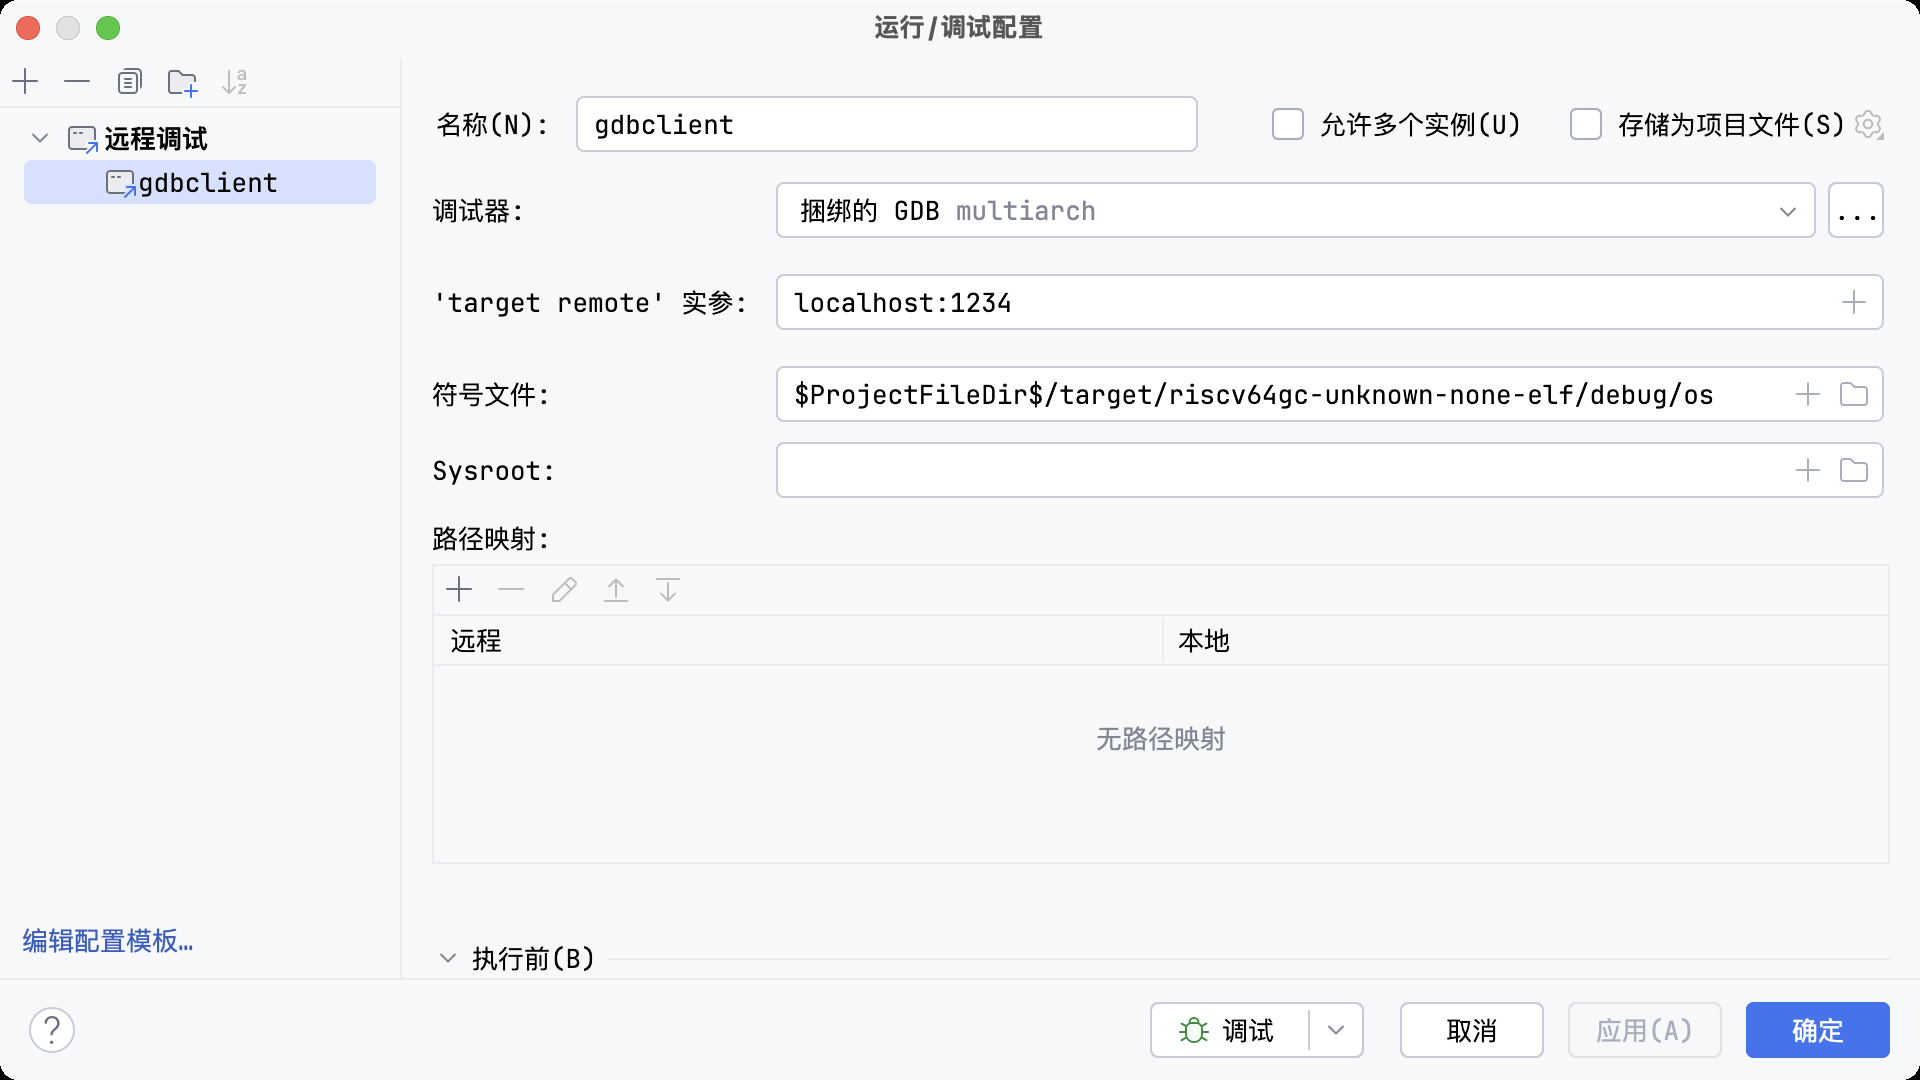 运行/调试配置
远程调试
gdbclient
编辑配置模板...
名称(N):
gdbclient
允许多个实例(U)
存储为项目文件(S)
调试器:
捆绑的 GDB multiarch
...
'target remote' 实参:
localhost:1234
符号文件:
$ProjectFileDir$/target/riscv64gc-unknown-none-elf/debug/os
Sysroot:
路径映射:
远程
本地
无路径映射
执行前(B)
?
调试
取消
应用(A)
确定